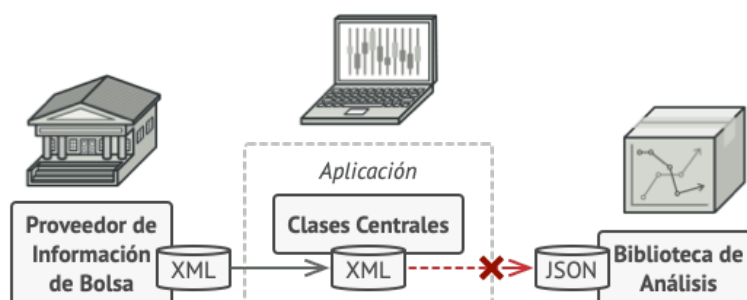 Aplicación
Proveedor de
Información
de Bolsa
XML
Clases Centrales
XML
JSON
Biblioteca de
Análisis